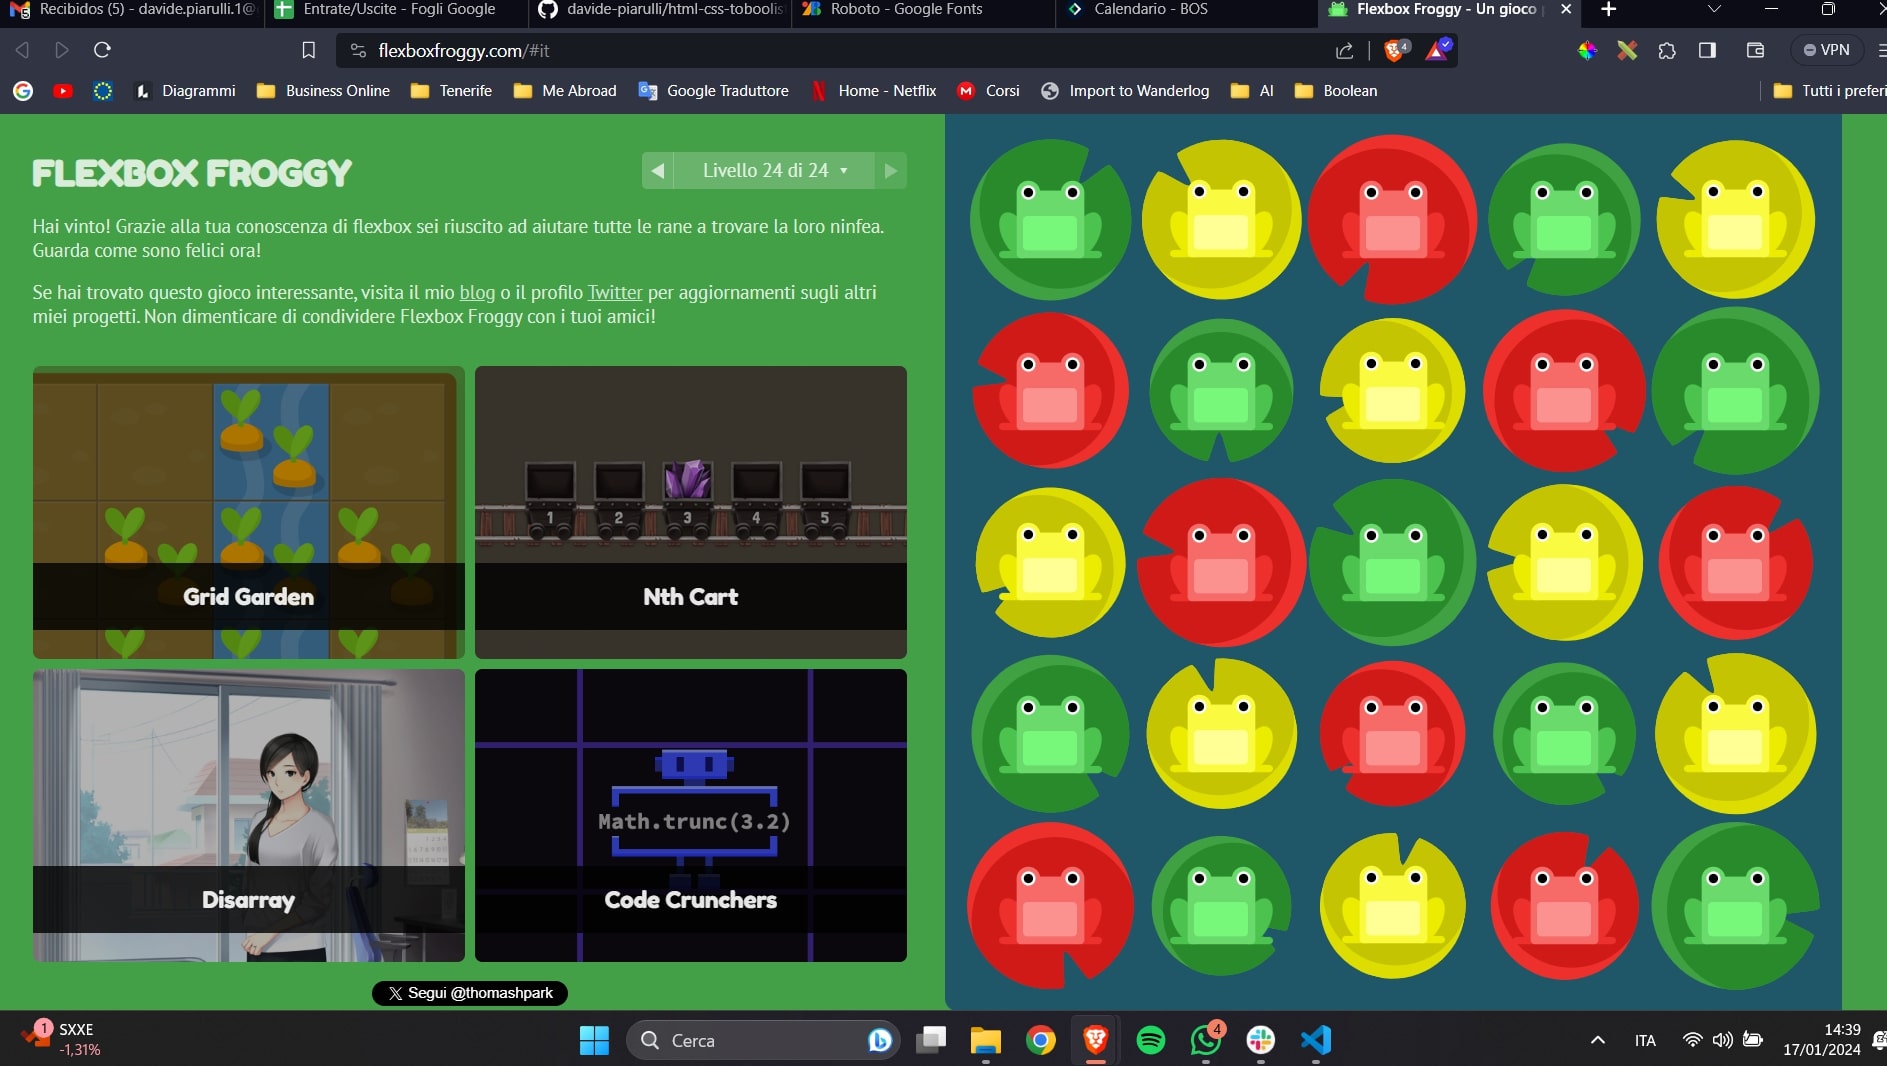 Recibidos (5) - davide.piarulli.1@
Entrate/Uscite - Fogli Google
davide-piarulli/html-css-toboolis
Roboto - Google Fonts
Calendario - BOS
Flexbox Froggy - Un gioco p
flexboxfroggy.com/#it
4
VPN
Diagrammi
Business Online
Tenerife
Me Abroad
Google Traduttore
Home - Netflix
Corsi
Import to Wanderlog
AI
Boolean
Tutti i preferi
FLEXBOX FROGGY
Livello 24 di 24
Hai vinto! Grazie alla tua conoscenza di flexbox sei riuscito ad aiutare tutte le rane a trovare la loro ninfea.
Guarda come sono felici ora!
Se hai trovato questo gioco interessante, visita il mio blog o il profilo Twitter per aggiornamenti sugli altri
miei progetti. Non dimenticare di condividere Flexbox Froggy con i tuoi amici!
1 2 3 4 5
Grid Garden
Nth Cart
Math.trunc(3.2)
Disarray
Code Crunchers
Segui @thomashpark
1
SXXE
-1,31%
Cerca
4
ITA
14:39
17/01/2024